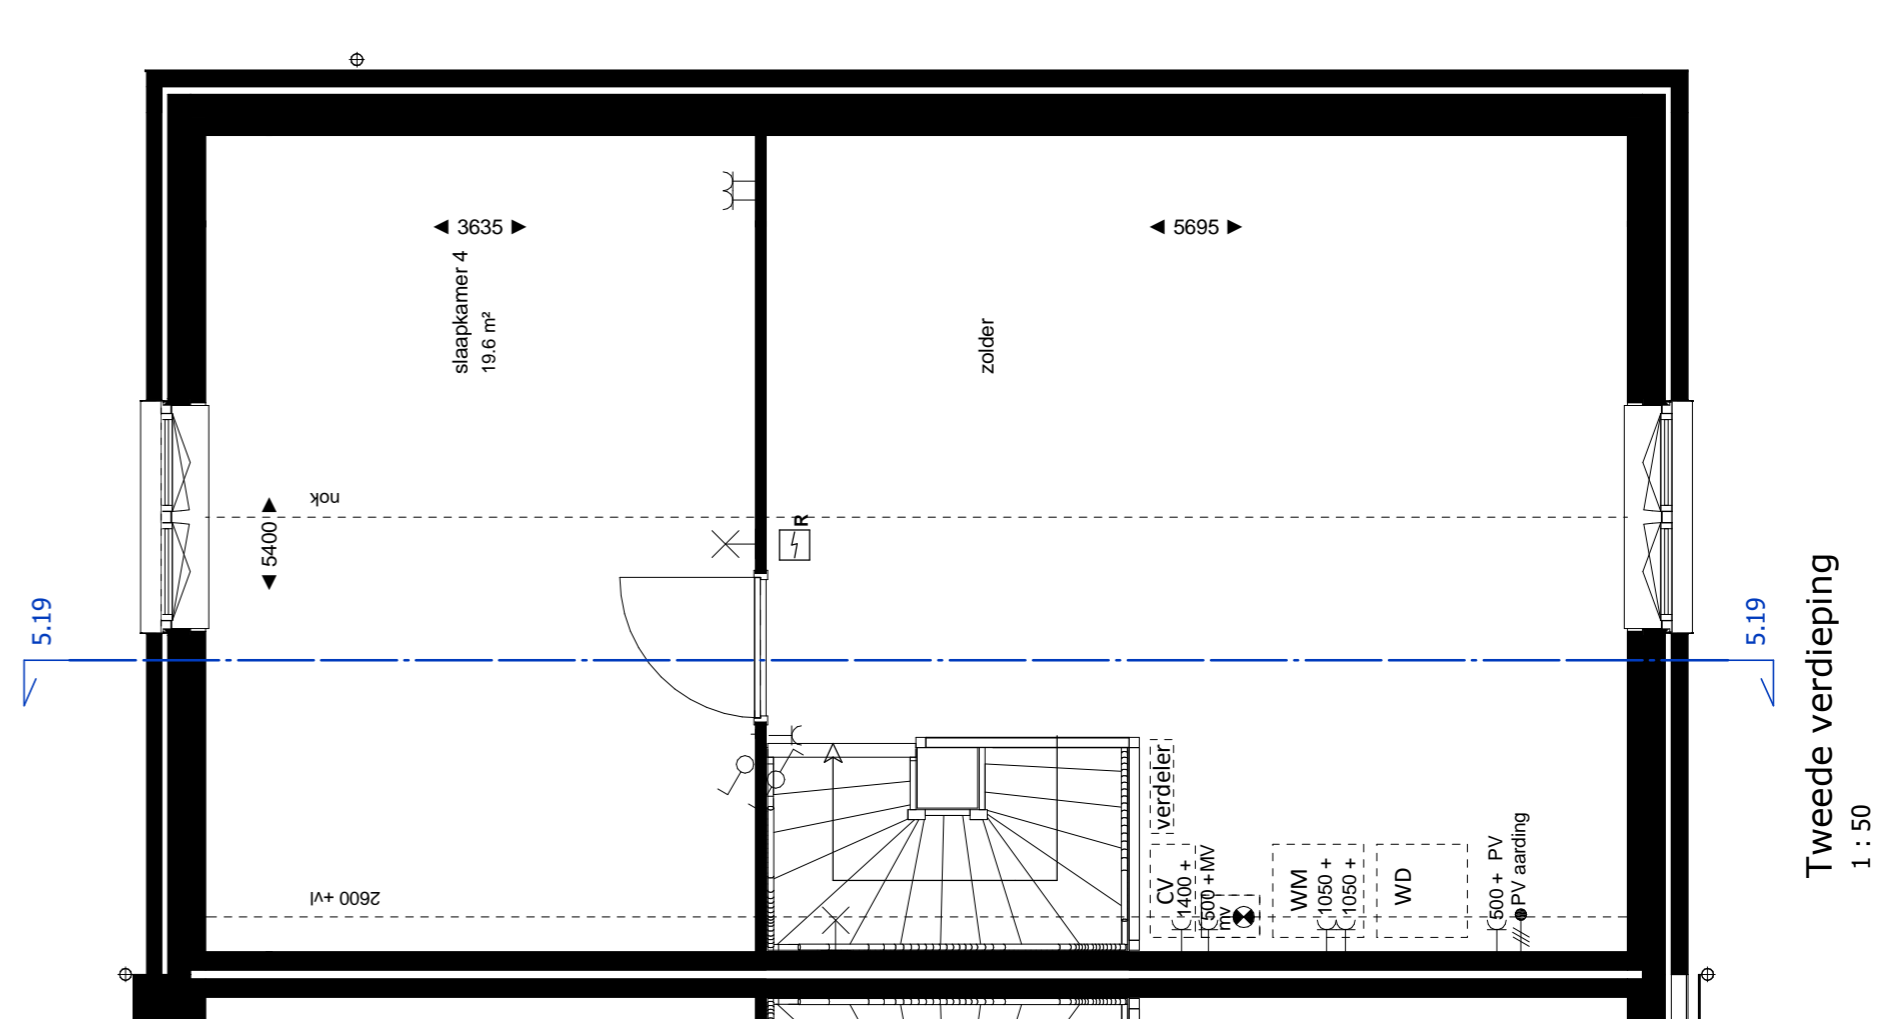 3635
5695
slaapkamer 4
19.6 m²
zolder
nok
5400
R
5.19
5.19
Tweede verdieping
1 : 50
2600 +vl
verdeler
CV
1400 +
500 +MV
mv
WM
1050 +
1050 +
WD
500 + PV
PV aarding